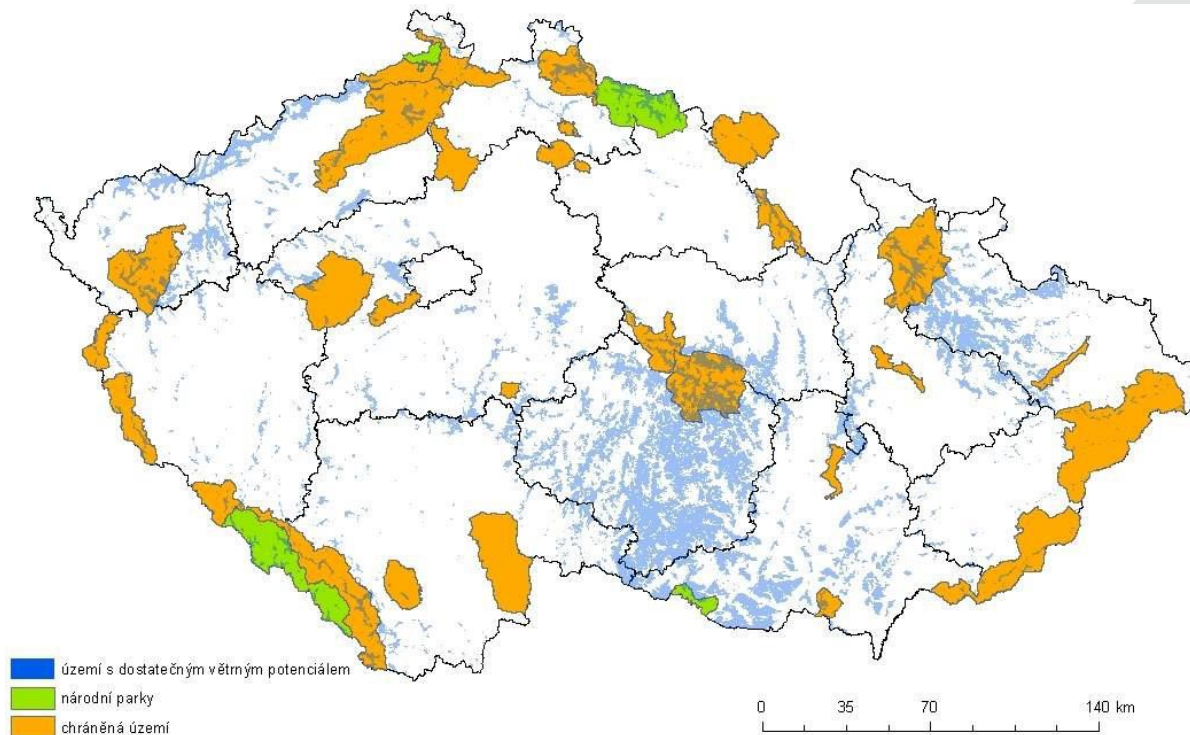 území s dostatečným větrným potenciálem
národní parky
chráněná území
0 35 70 140 km